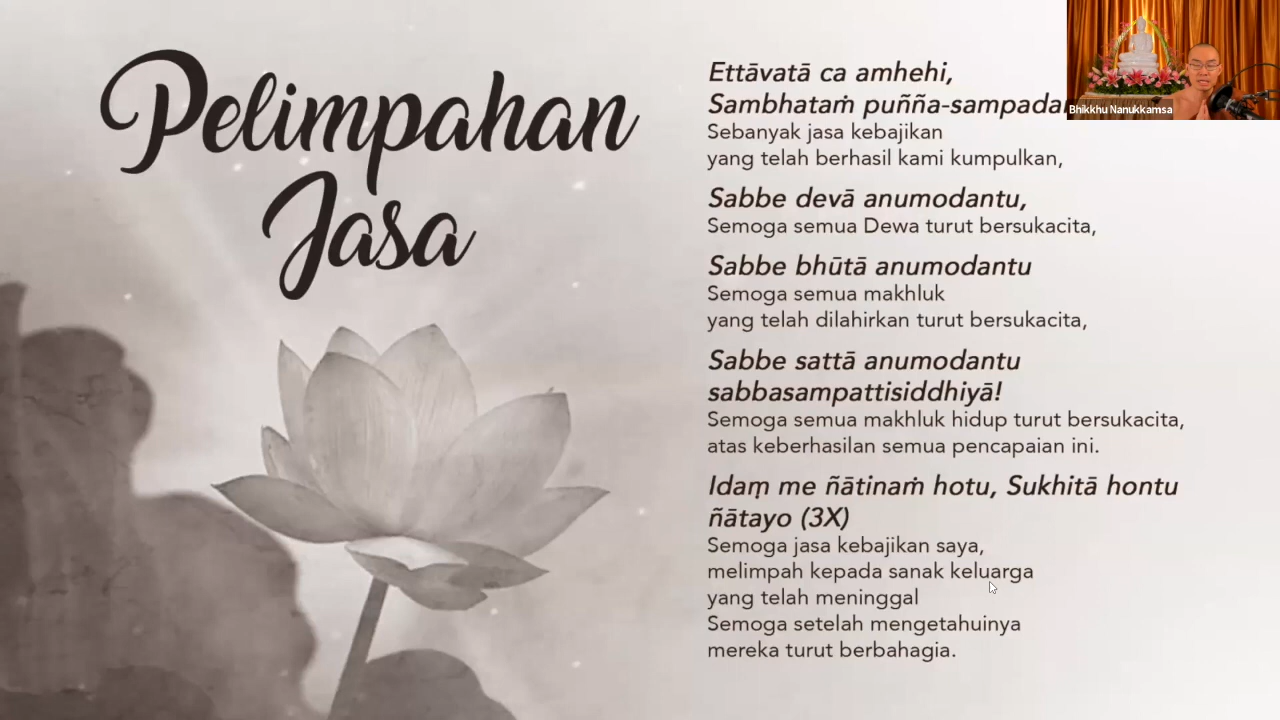 Pelimpahan
Jasa
Ettāvatā ca amhehi,
Sambhataṁ puñña-sampada
Sebanyak jasa kebajikan
yang telah berhasil kami kumpulkan,
Sabbe devā anumodantu,
Semoga semua Dewa turut bersukacita,
Sabbe bhūtā anumodantu
Semoga semua makhluk
yang telah dilahirkan turut bersukacita,
Sabbe sattā anumodantu
sabbasampattisiddhiyā!
Semoga semua makhluk hidup turut bersukacita,
atas keberhasilan semua pencapaian ini.
Idaṃ me ñātinaṁ hotu, Sukhitā hontu
ñātayo (3X)
Semoga jasa kebajikan saya,
melimpah kepada sanak keluarga
yang telah meninggal
Semoga setelah mengetahuinya
mereka turut berbahagia.
Bhikkhu Nanukkamsa